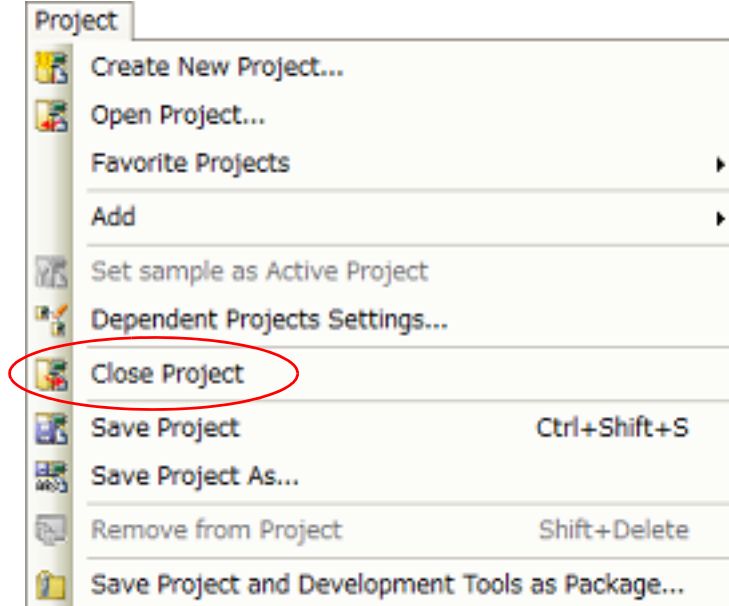 Project
Create New Project...
Open Project...
Favorite Projects
Add
Set sample as Active Project
Dependent Projects Settings...
Close Project
Save Project Ctrl+Shift+S
Save Project As...
Remove from Project Shift+Delete
Save Project and Development Tools as Package...